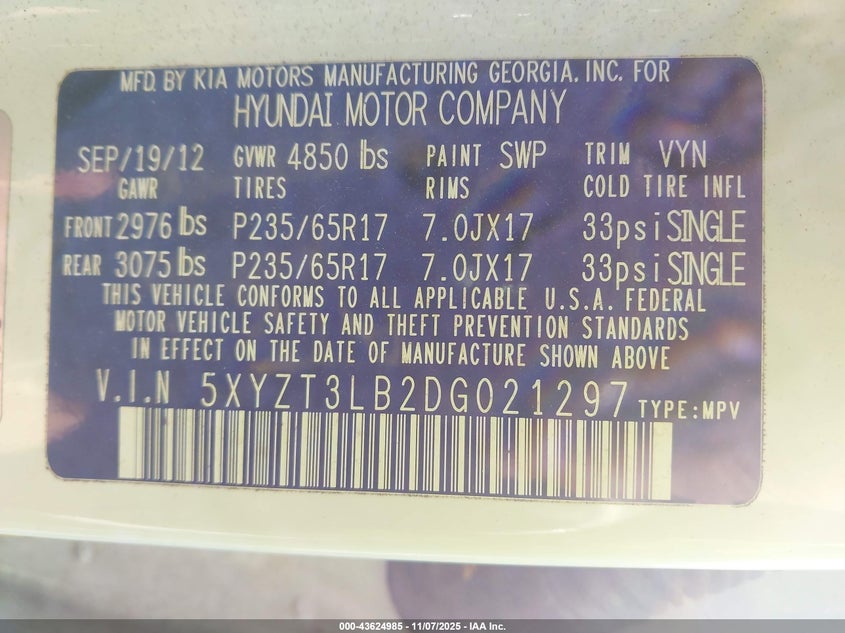 MFD. BY KIA MOTORS MANUFACTURING GEORGIA, INC. FOR
HYUNDAI MOTOR COMPANY
SEP/19/12 GVWR 4850 lbs PAINT SWP TRIM VYN
GAWR TIRES RIMS COLD TIRE INFL
FRONT 2976 lbs P235/65R17 7.0JX17 33psi SINGLE
REAR 3075 lbs P235/65R17 7.0JX17 33psi SINGLE
THIS VEHICLE CONFORMS TO ALL APPLICABLE U.S.A. FEDERAL
MOTOR VEHICLE SAFETY AND THEFT PREVENTION STANDARDS
IN EFFECT ON THE DATE OF MANUFACTURE SHOWN ABOVE
V.I.N 5XYZT3LB2DG021297 TYPE:MPV
000-43624985 - 11/07/2025 - IAA Inc.